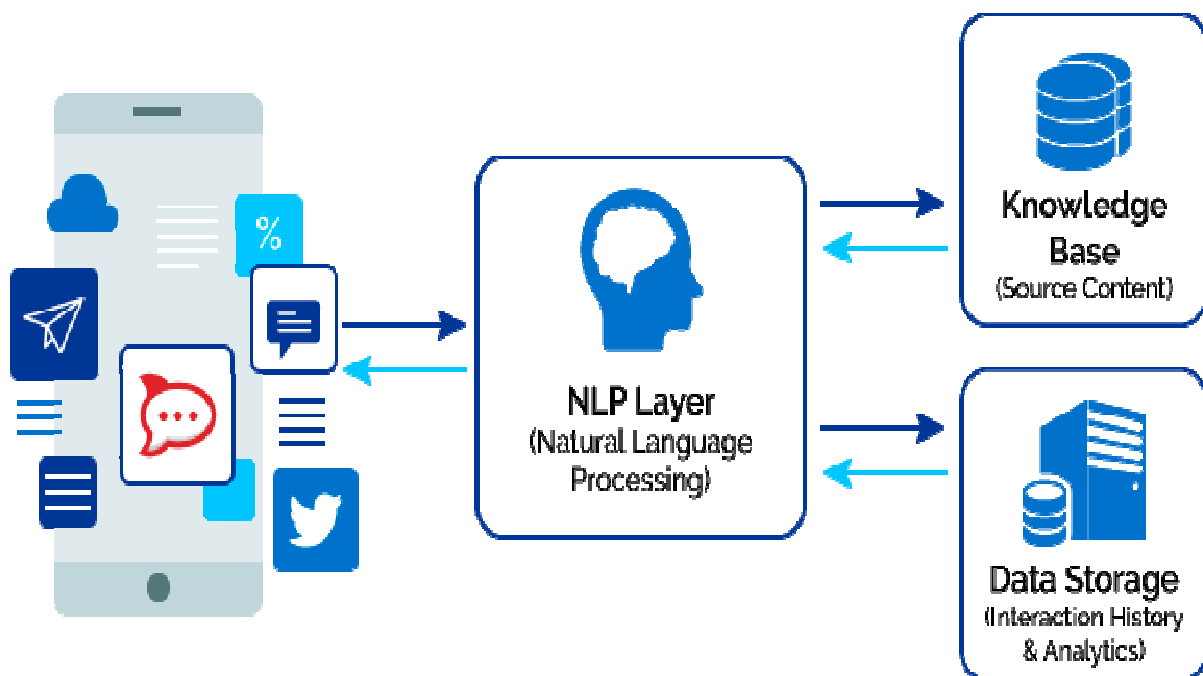 %
NLP Layer
(Natural Language
Processing)
Knowledge
Base
(Source Content)
Data Storage
(Interaction History
& Analytics)